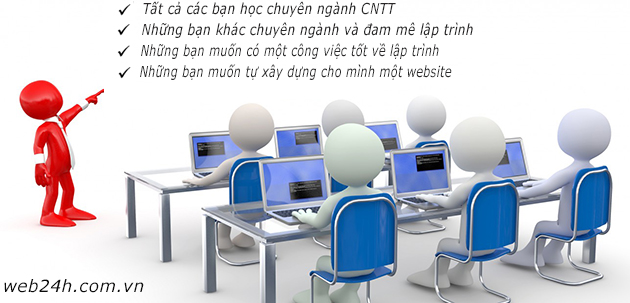 ✓ Tất cả các bạn học chuyên ngành CNTT
✓ Những bạn khác chuyên ngành và đam mê lập trình
✓ Những bạn muốn có một công việc tốt về lập trình
✓ Những bạn muốn tự xây dựng cho mình một website
web24h.com.vn